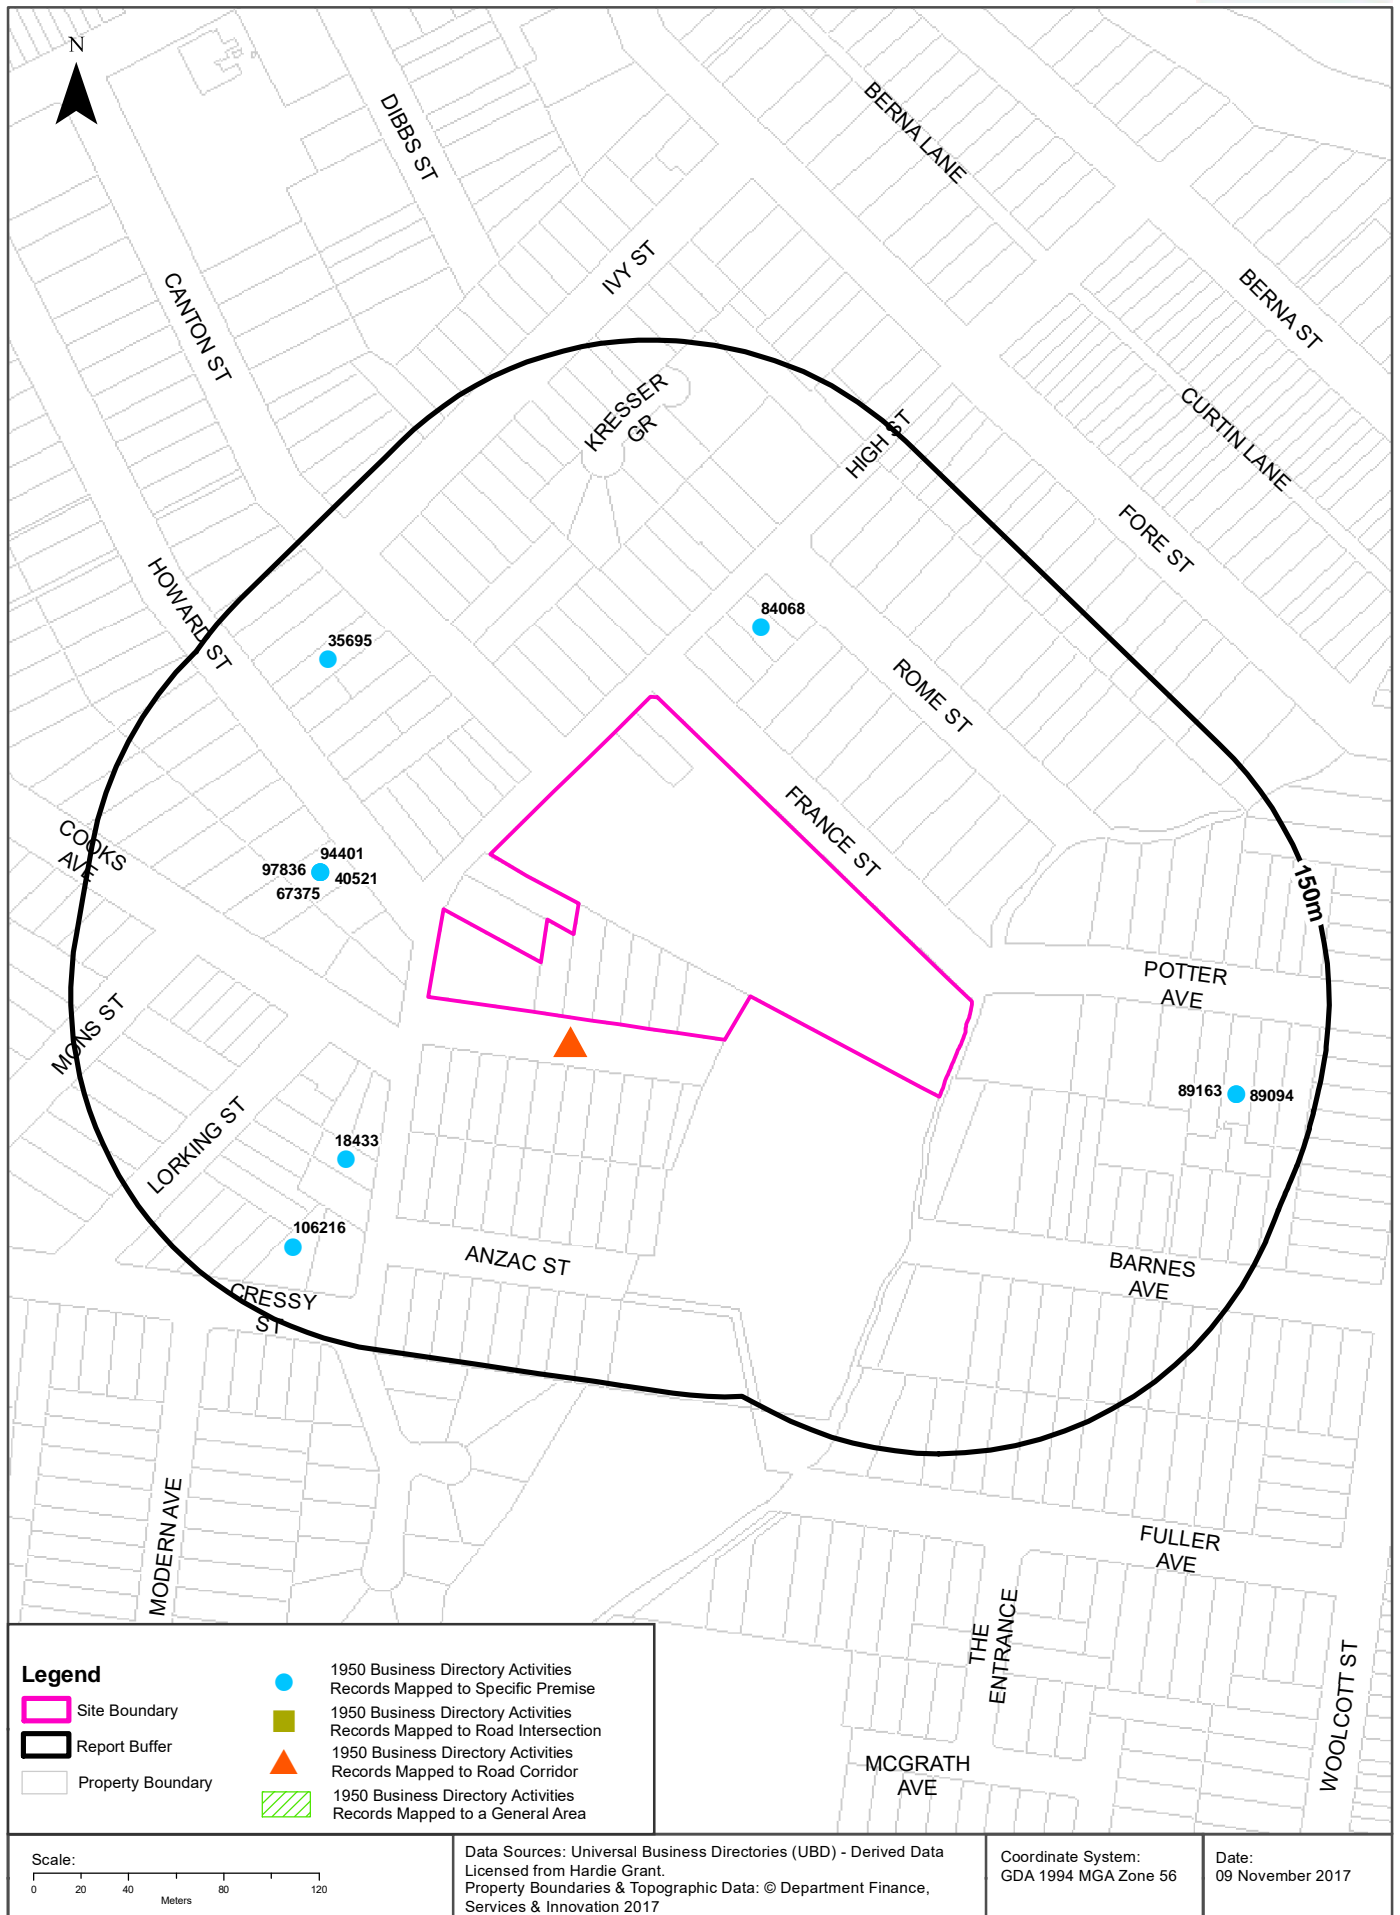 N
DIBBS ST
BERNA LANE
CANTON ST
IVY ST
BERNA ST
KRESSER
GR
HIGH ST
CURTIN LANE
FORE ST
HOWARD ST
35695
84068
ROME ST
FRANCE ST
COOKS
AVE
94401
97836
40521
67375
150m
POTTER
AVE
MONS ST
89163
89094
LORKING ST
18433
106216
ANZAC ST
BARNES
AVE
CRESSY
ST
MODERN AVE
FULLER
AVE
THE
ENTRANCE
WOOLCOTT ST
MCGRATH
AVE
Legend
Site Boundary
Report Buffer
Property Boundary
1950 Business Directory Activities
Records Mapped to Specific Premise
1950 Business Directory Activities
Records Mapped to Road Intersection
1950 Business Directory Activities
Records Mapped to Road Corridor
1950 Business Directory Activities
Records Mapped to a General Area
Scale:
0 20 40 80 120
Meters
Data Sources: Universal Business Directories (UBD) - Derived Data
Licensed from Hardie Grant.
Property Boundaries & Topographic Data: © Department Finance,
Services & Innovation 2017
Coordinate System:
GDA 1994 MGA Zone 56
Date:
09 November 2017